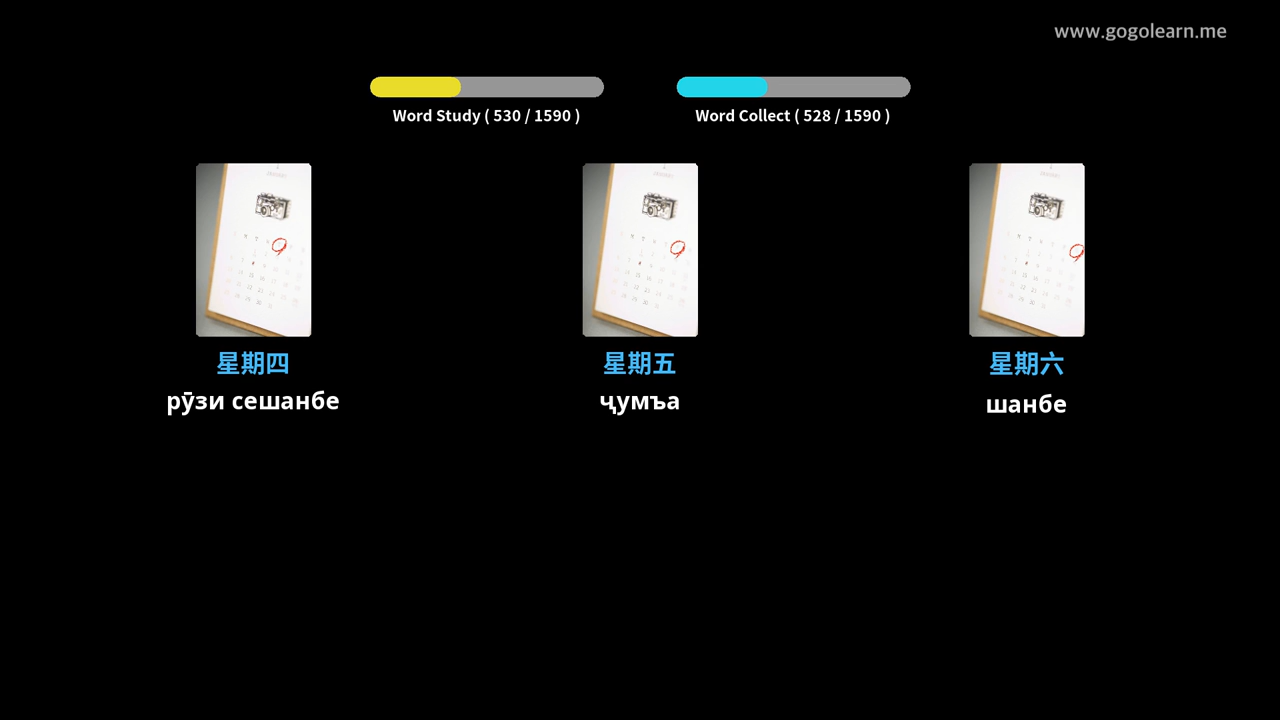 www.gogolearn.me
Word Study ( 530 / 1590 )
Word Collect ( 528 / 1590 )
星期四
рӯзи сешанбе
星期五
ҷумъа
星期六
шанбе